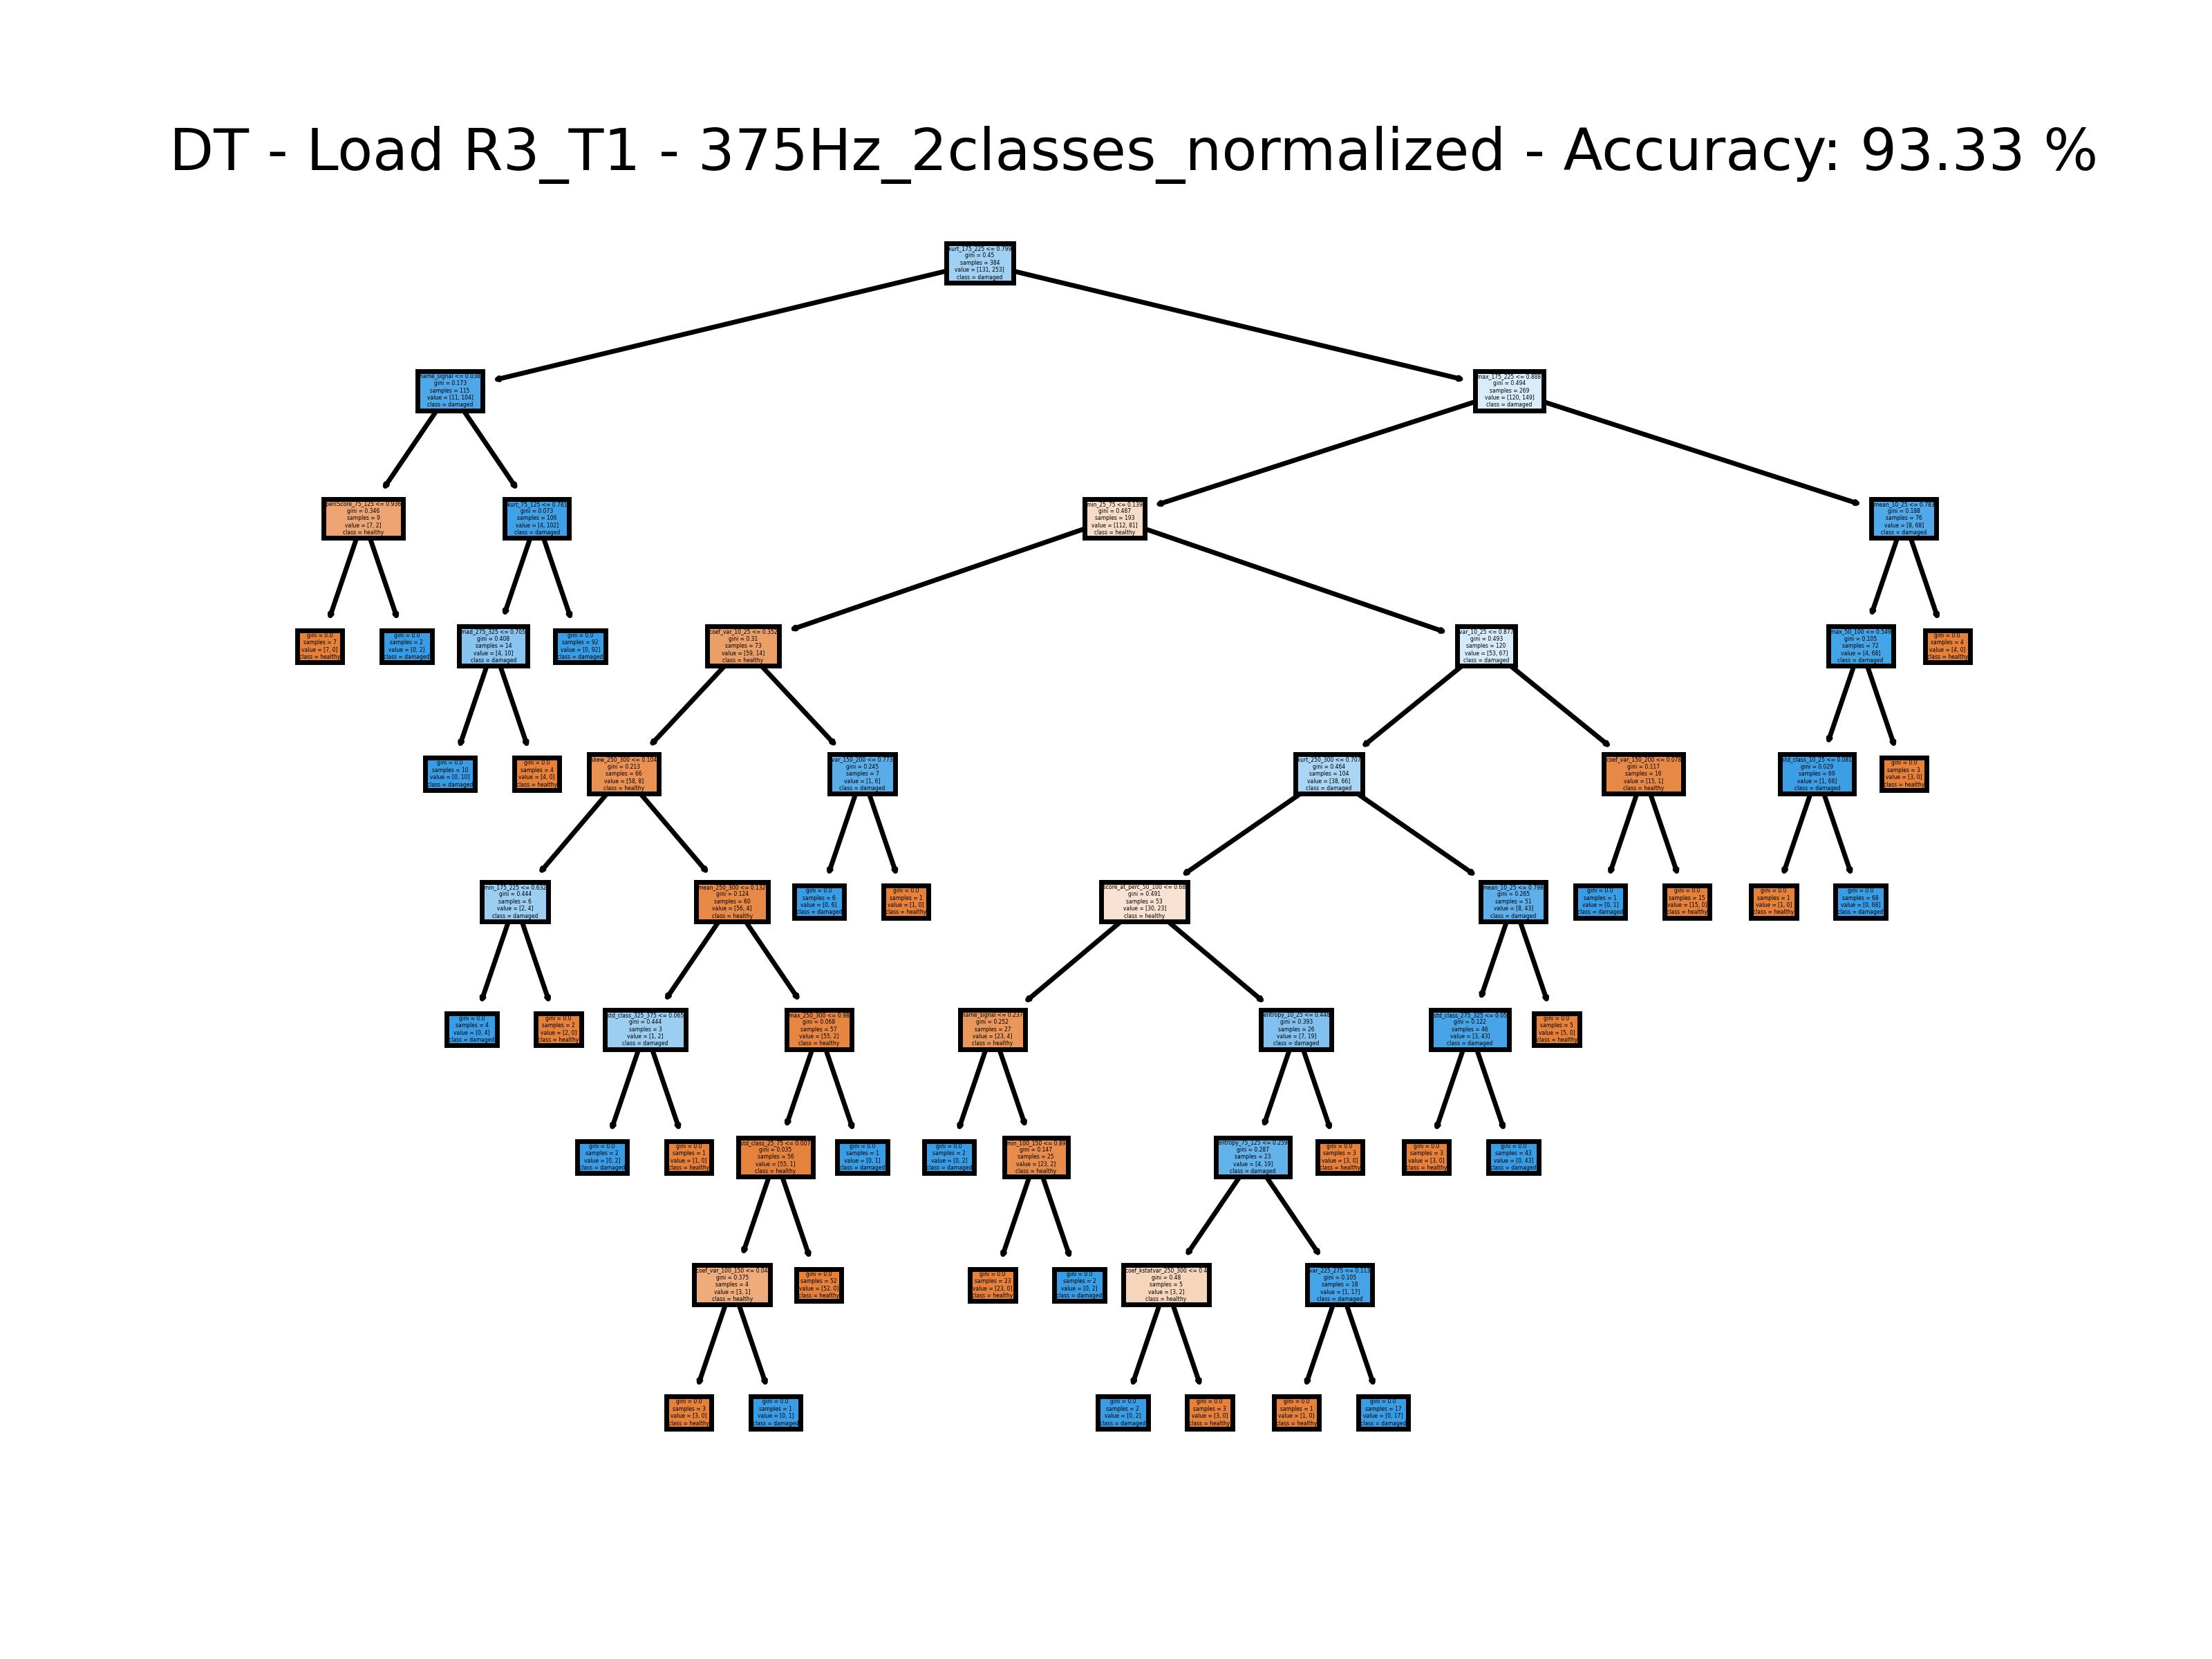 DT - Load R3_T1 - 375Hz_2classes_normalized - Accuracy: 93.33 %
gini = 0.45
samples = 384
value = [131, 253]
class = damaged
gini = 0.173
samples = 115
value = [11, 104]
class = damaged
max_175_225 <= 0.888
gini = 0.494
samples = 269
value = [120, 149]
class = damaged
gini = 0.346
samples = 9
value = [7, 2]
class = healthy
gini = 0.073
samples = 106
value = [4, 102]
class = damaged
min_25_75 <= 0.139
gini = 0.487
samples = 193
value = [112, 81]
class = healthy
mean_10_25 <= 0.783
gini = 0.188
samples = 76
value = [8, 68]
class = damaged
gini = 0.0
samples = 7
value = [7, 0]
class = healthy
gini = 0.0
samples = 2
value = [0, 2]
class = damaged
mad_275_325 <= 0.705
gini = 0.408
samples = 14
value = [4, 10]
class = damaged
gini = 0.0
samples = 92
value = [0, 92]
class = damaged
coef_var_10_25 <= 0.352
gini = 0.31
samples = 73
value = [59, 14]
class = healthy
var_10_25 <= 0.877
gini = 0.493
samples = 120
value = [53, 67]
class = damaged
max_50_100 <= 0.549
gini = 0.105
samples = 72
value = [4, 68]
class = damaged
gini = 0.0
samples = 4
value = [4, 0]
class = healthy
gini = 0.0
samples = 10
value = [0, 10]
class = damaged
gini = 0.0
samples = 4
value = [4, 0]
class = healthy
skew_250_300 <= 0.104
gini = 0.213
samples = 66
value = [58, 8]
class = healthy
var_150_200 <= 0.773
gini = 0.245
samples = 7
value = [1, 6]
class = damaged
gini = 0.464
samples = 104
value = [38, 66]
class = damaged
coef_var_150_200 <= 0.078
gini = 0.117
samples = 16
value = [15, 1]
class = healthy
std_class_10_25 <= 0.081
gini = 0.029
samples = 69
value = [1, 68]
class = damaged
gini = 0.0
samples = 3
value = [3, 0]
class = healthy
min_175_225 <= 0.632
gini = 0.444
samples = 6
value = [2, 4]
class = damaged
mean_250_300 <= 0.132
gini = 0.124
samples = 60
value = [56, 4]
class = healthy
gini = 0.0
samples = 6
value = [0, 6]
class = damaged
gini = 0.0
samples = 1
value = [1, 0]
class = healthy
gini = 0.491
samples = 53
value = [30, 23]
class = healthy
mean_10_25 <= 0.798
gini = 0.265
samples = 51
value = [8, 43]
class = damaged
gini = 0.0
samples = 1
value = [0, 1]
class = damaged
gini = 0.0
samples = 15
value = [15, 0]
class = healthy
gini = 0.0
samples = 1
value = [1, 0]
class = healthy
gini = 0.0
samples = 68
value = [0, 68]
class = damaged
gini = 0.0
samples = 4
value = [0, 4]
class = damaged
gini = 0.0
samples = 2
value = [2, 0]
class = healthy
std_class_325_375 <= 0.065
gini = 0.444
samples = 3
value = [1, 2]
class = damaged
max_250_300 <= 0.98
gini = 0.068
samples = 57
value = [55, 2]
class = healthy
gini = 0.252
samples = 27
value = [23, 4]
class = healthy
entropy_10_25 <= 0.448
gini = 0.393
samples = 26
value = [7, 19]
class = damaged
std_class_275_325 <= 0.05
gini = 0.122
samples = 46
value = [3, 43]
class = damaged
gini = 0.0
samples = 5
value = [5, 0]
class = healthy
gini = 0.0
samples = 2
value = [0, 2]
class = damaged
gini = 0.0
samples = 1
value = [1, 0]
class = healthy
std_class_25_75 <= 0.007
gini = 0.035
samples = 56
value = [55, 1]
class = healthy
gini = 0.0
samples = 1
value = [0, 1]
class = damaged
gini = 0.0
samples = 2
value = [0, 2]
class = damaged
min_100_150 <= 0.89
gini = 0.147
samples = 25
value = [23, 2]
class = healthy
entropy_75_125 <= 0.259
gini = 0.287
samples = 23
value = [4, 19]
class = damaged
gini = 0.0
samples = 3
value = [3, 0]
class = healthy
gini = 0.0
samples = 3
value = [3, 0]
class = healthy
gini = 0.0
samples = 43
value = [0, 43]
class = damaged
coef_var_100_150 <= 0.04
gini = 0.375
samples = 4
value = [3, 1]
class = healthy
gini = 0.0
samples = 52
value = [52, 0]
class = healthy
gini = 0.0
samples = 23
value = [23, 0]
class = healthy
gini = 0.0
samples = 2
value = [0, 2]
class = damaged
gini = 0.48
samples = 5
value = [3, 2]
class = healthy
var_225_275 <= 0.113
gini = 0.105
samples = 18
value = [1, 17]
class = damaged
gini = 0.0
samples = 3
value = [3, 0]
class = healthy
gini = 0.0
samples = 1
value = [0, 1]
class = damaged
gini = 0.0
samples = 2
value = [0, 2]
class = damaged
gini = 0.0
samples = 3
value = [3, 0]
class = healthy
gini = 0.0
samples = 1
value = [1, 0]
class = healthy
gini = 0.0
samples = 17
value = [0, 17]
class = damaged